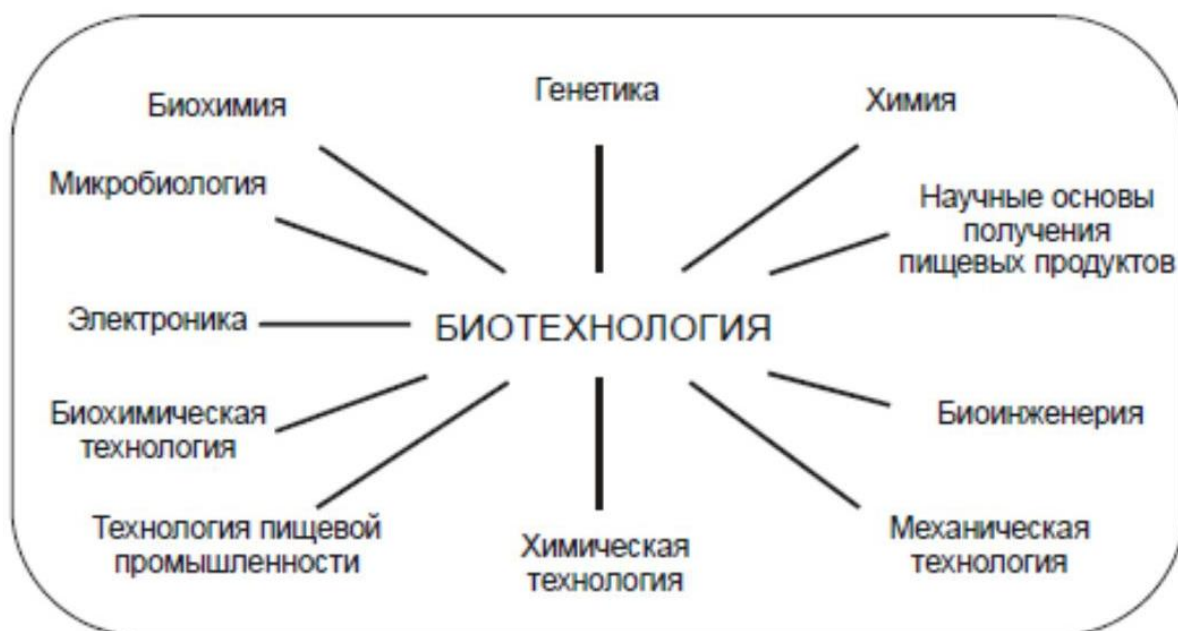 Биохимия
Генетика
Химия
Микробиология
Научные основы
получения
пищевых продуктов
Электроника
БИОТЕХНОЛОГИЯ
Биохимическая
технология
Биоинженерия
Технология пищевой
промышленности
Химическая
технология
Механическая
технология